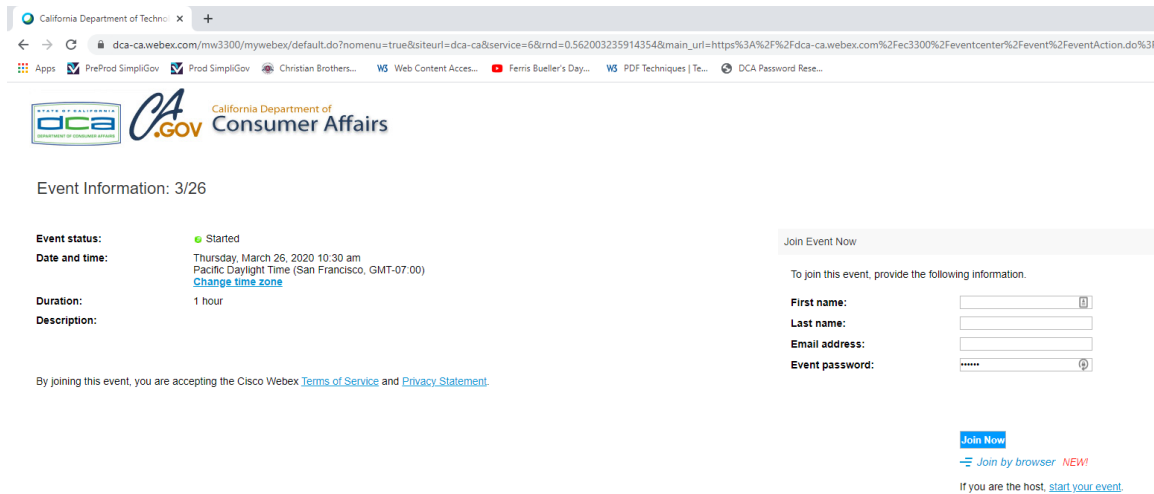 California Department of Technol
dca-ca.webex.com/mw3300/mywebex/default.do?nomenu=true&siteurl=dca-ca&service=6&rnd=0.562003235914354&main_url=https%3A%2F%2Fdca-ca.webex.com%2Fec3300%2Feventcenter%2Fevent%2FeventAction.do%3F
Apps PreProd SimpliGov Prod SimpliGov Christian Brothers... W3 Web Content Acces... Ferris Bueller's Day... W3 PDF Techniques | Te... DCA Password Rese...
STATE OF CALIFORNIA
dca
DEPARTMENT OF CONSUMER AFFAIRS
CA.GOV
California Department of
Consumer Affairs
Event Information: 3/26
Event status: Started
Date and time: Thursday, March 26, 2020 10:30 am
Pacific Daylight Time (San Francisco, GMT-07:00)
Change time zone
Duration: 1 hour
Description:
By joining this event, you are accepting the Cisco Webex Terms of Service and Privacy Statement.
Join Event Now
To join this event, provide the following information.
First name:
Last name:
Email address:
Event password: ••••••
Join Now
Join by browser NEW!
If you are the host, start your event.